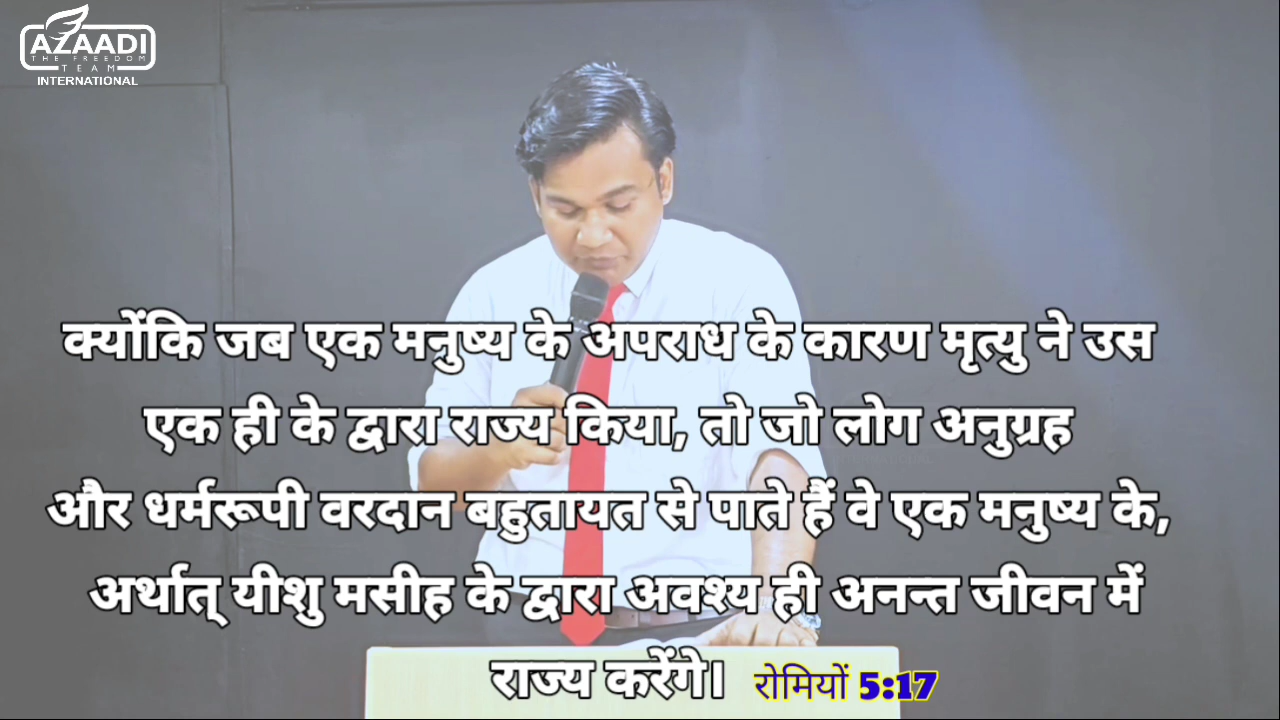 AZAADI
THE FREEDOM
TEAM
INTERNATIONAL
क्योंकि जब एक मनुष्य के अपराध के कारण मृत्यु ने उस
एक ही के द्वारा राज्य किया, तो जो लोग अनुग्रह
और धर्मरूपी वरदान बहुतायत से पाते हैं वे एक मनुष्य के,
अर्थात् यीशु मसीह के द्वारा अवश्य ही अनन्त जीवन में
राज्य करेंगे। रोमियों 5:17